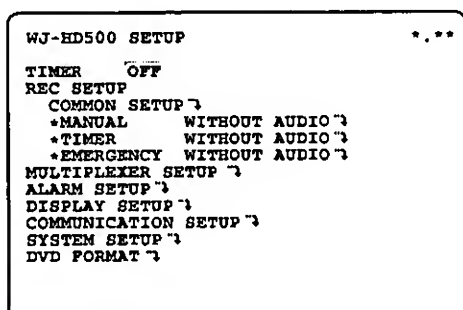 WJ-HD500 SETUP *.**
TIMER OFF
REC SETUP
COMMON SETUP↴
*MANUAL WITHOUT AUDIO↴
*TIMER WITHOUT AUDIO↴
*EMERGENCY WITHOUT AUDIO↴
MULTIPLEXER SETUP ↴
ALARM SETUP↴
DISPLAY SETUP↴
COMMUNICATION SETUP↴
SYSTEM SETUP↴
DVD FORMAT↴